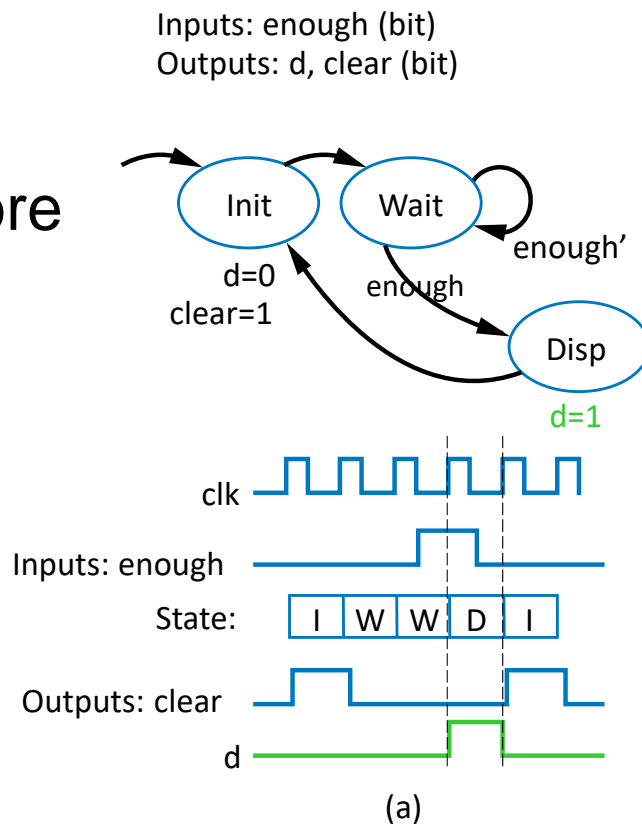 Inputs: enough (bit)
Outputs: d, clear (bit)
ore
Init
Wait
enough’
d=0
clear=1
enough
Disp
d=1
clk
Inputs: enough
State:
I W W D I
Outputs: clear
d
(a)